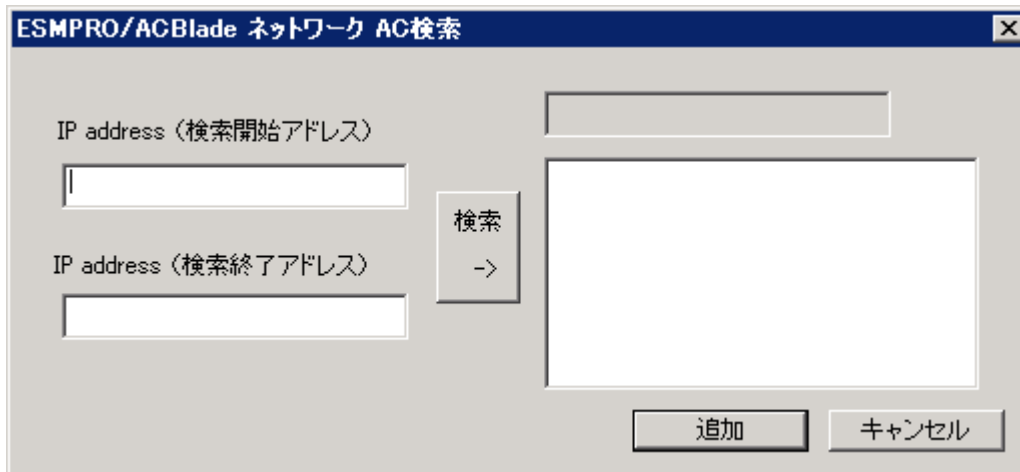 ESMPRO/ACBlade ネットワーク AC検索
IP address (検索開始アドレス)
検索
->
IP address (検索終了アドレス)
追加
キャンセル